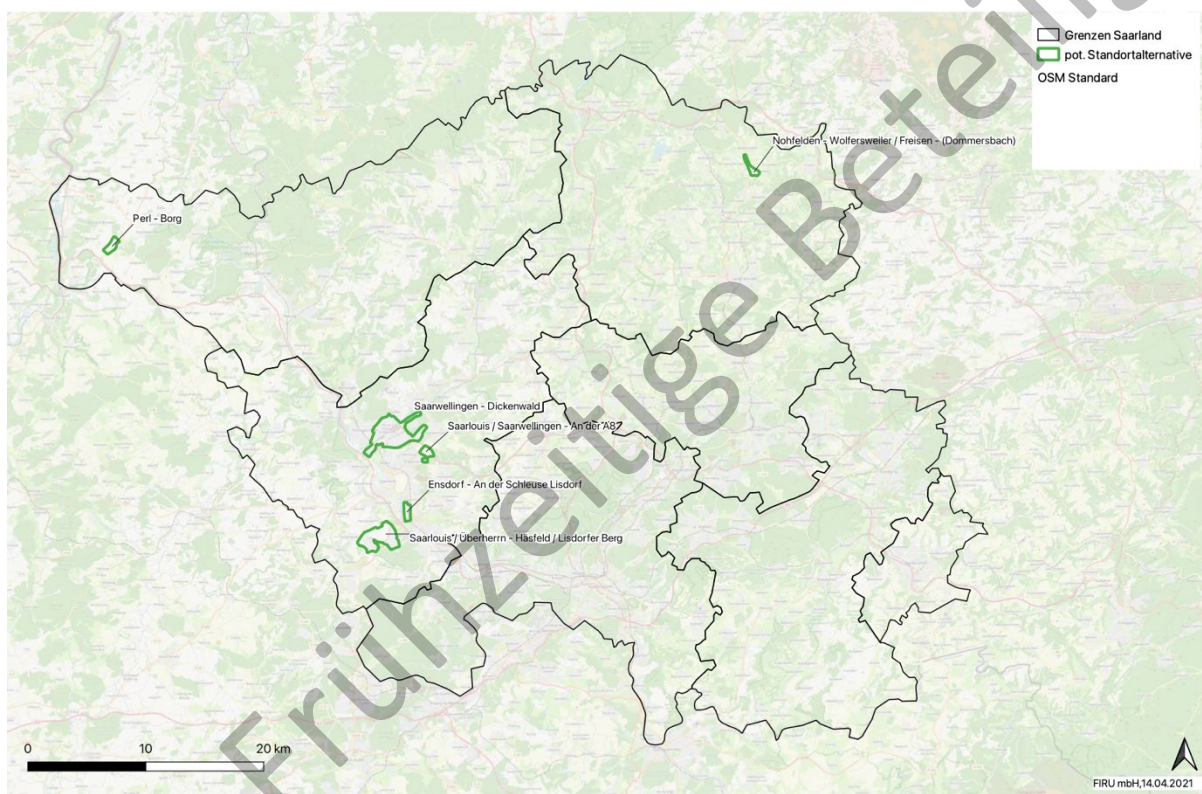 Grenzen Saarland
pot. Standortalternative
OSM Standard
Nohfelden - Wolfersweiler / Freisen - (Dommersbach)
Perl - Borg
Saarwellingen - Dickenwald
Saarlouis / Saarwellingen - An der A8
Ensdorf - An der Schleuse Lisdorf
Saarlouis / Überherrn - Häsfeld / Lisdorfer Berg
Frühzeitige Beteili
0
10
20 km
FIRU mbH,14.04.2021